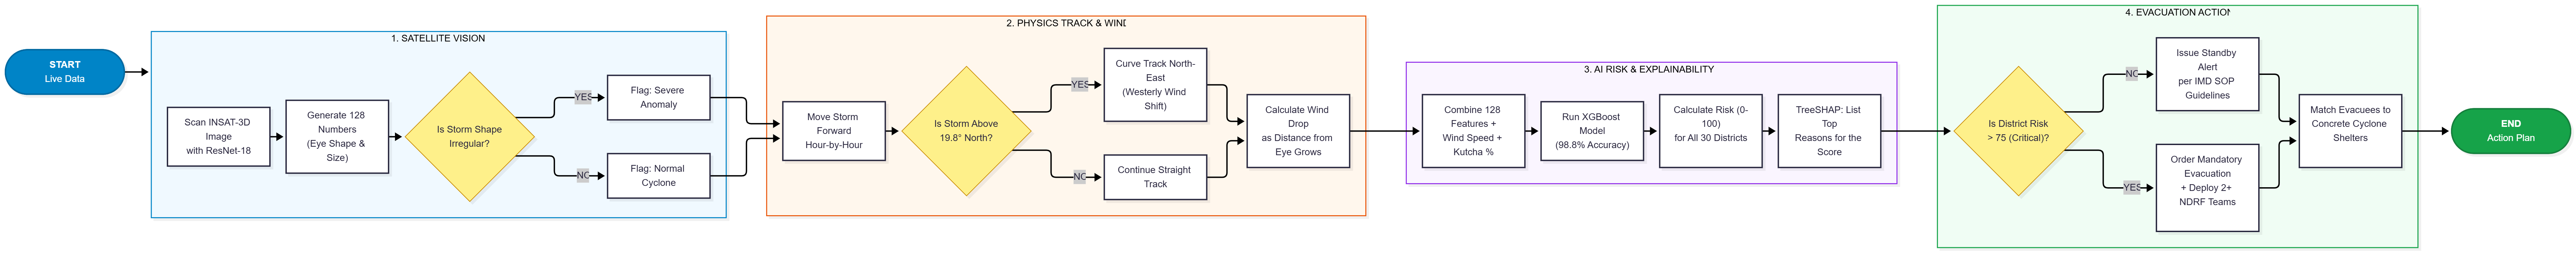 START
Live Data
1. SATELLITE VISION
Scan INSAT-3D
Image
with ResNet-18
Generate 128
Numbers
(Eye Shape &
Size)
Is Storm Shape
Irregular?
YES
Flag: Severe
Anomaly
NO
Flag: Normal
Cyclone
2. PHYSICS TRACK & WIND
Move Storm
Forward
Hour-by-Hour
Is Storm Above
19.8° North?
YES
Curve Track North-
East
(Westerly Wind
Shift)
NO
Continue Straight
Track
Calculate Wind
Drop
as Distance from
Eye Grows
3. AI RISK & EXPLAINABILITY
Combine 128
Features +
Wind Speed +
Kutcha %
Run XGBoost
Model
(98.8% Accuracy)
Calculate Risk (0-
100)
for All 30 Districts
TreeSHAP: List
Top
Reasons for the
Score
4. EVACUATION ACTION
Is District Risk
> 75 (Critical)?
NO
Issue Standby
Alert
per IMD SOP
Guidelines
YES
Order Mandatory
Evacuation
+ Deploy 2+
NDRF Teams
Match Evacuees to
Concrete Cyclone
Shelters
END
Action Plan